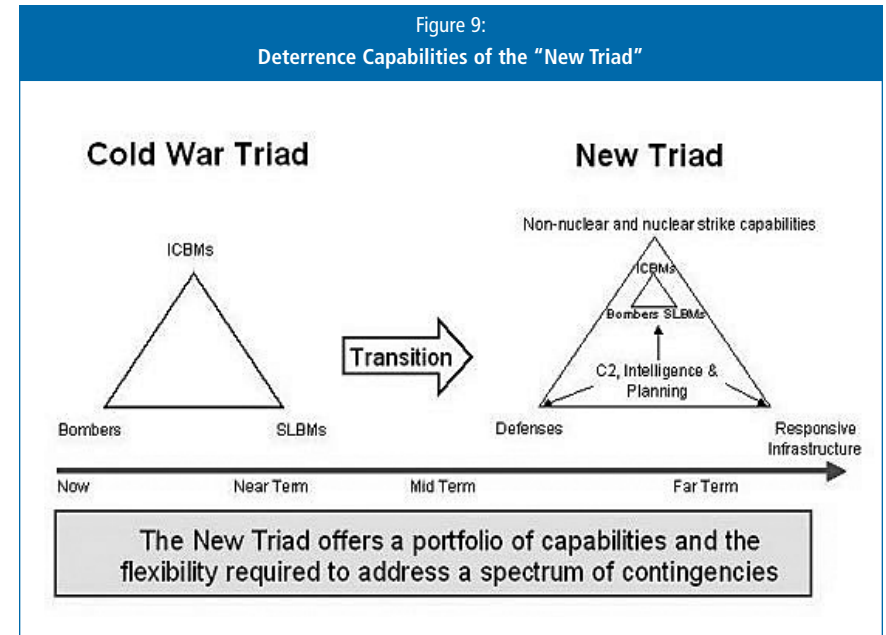 Figure 9:
Deterrence Capabilities of the “New Triad”
Cold War Triad
New Triad
ICBMs
Bombers
SLBMs
Transition
Non-nuclear and nuclear strike capabilities
ICBMs
Bombers SLBMs
C2, Intelligence &
Planning
Defenses
Responsive
Infrastructure
Now
Near Term
Mid Term
Far Term
The New Triad offers a portfolio of capabilities and the
flexibility required to address a spectrum of contingencies